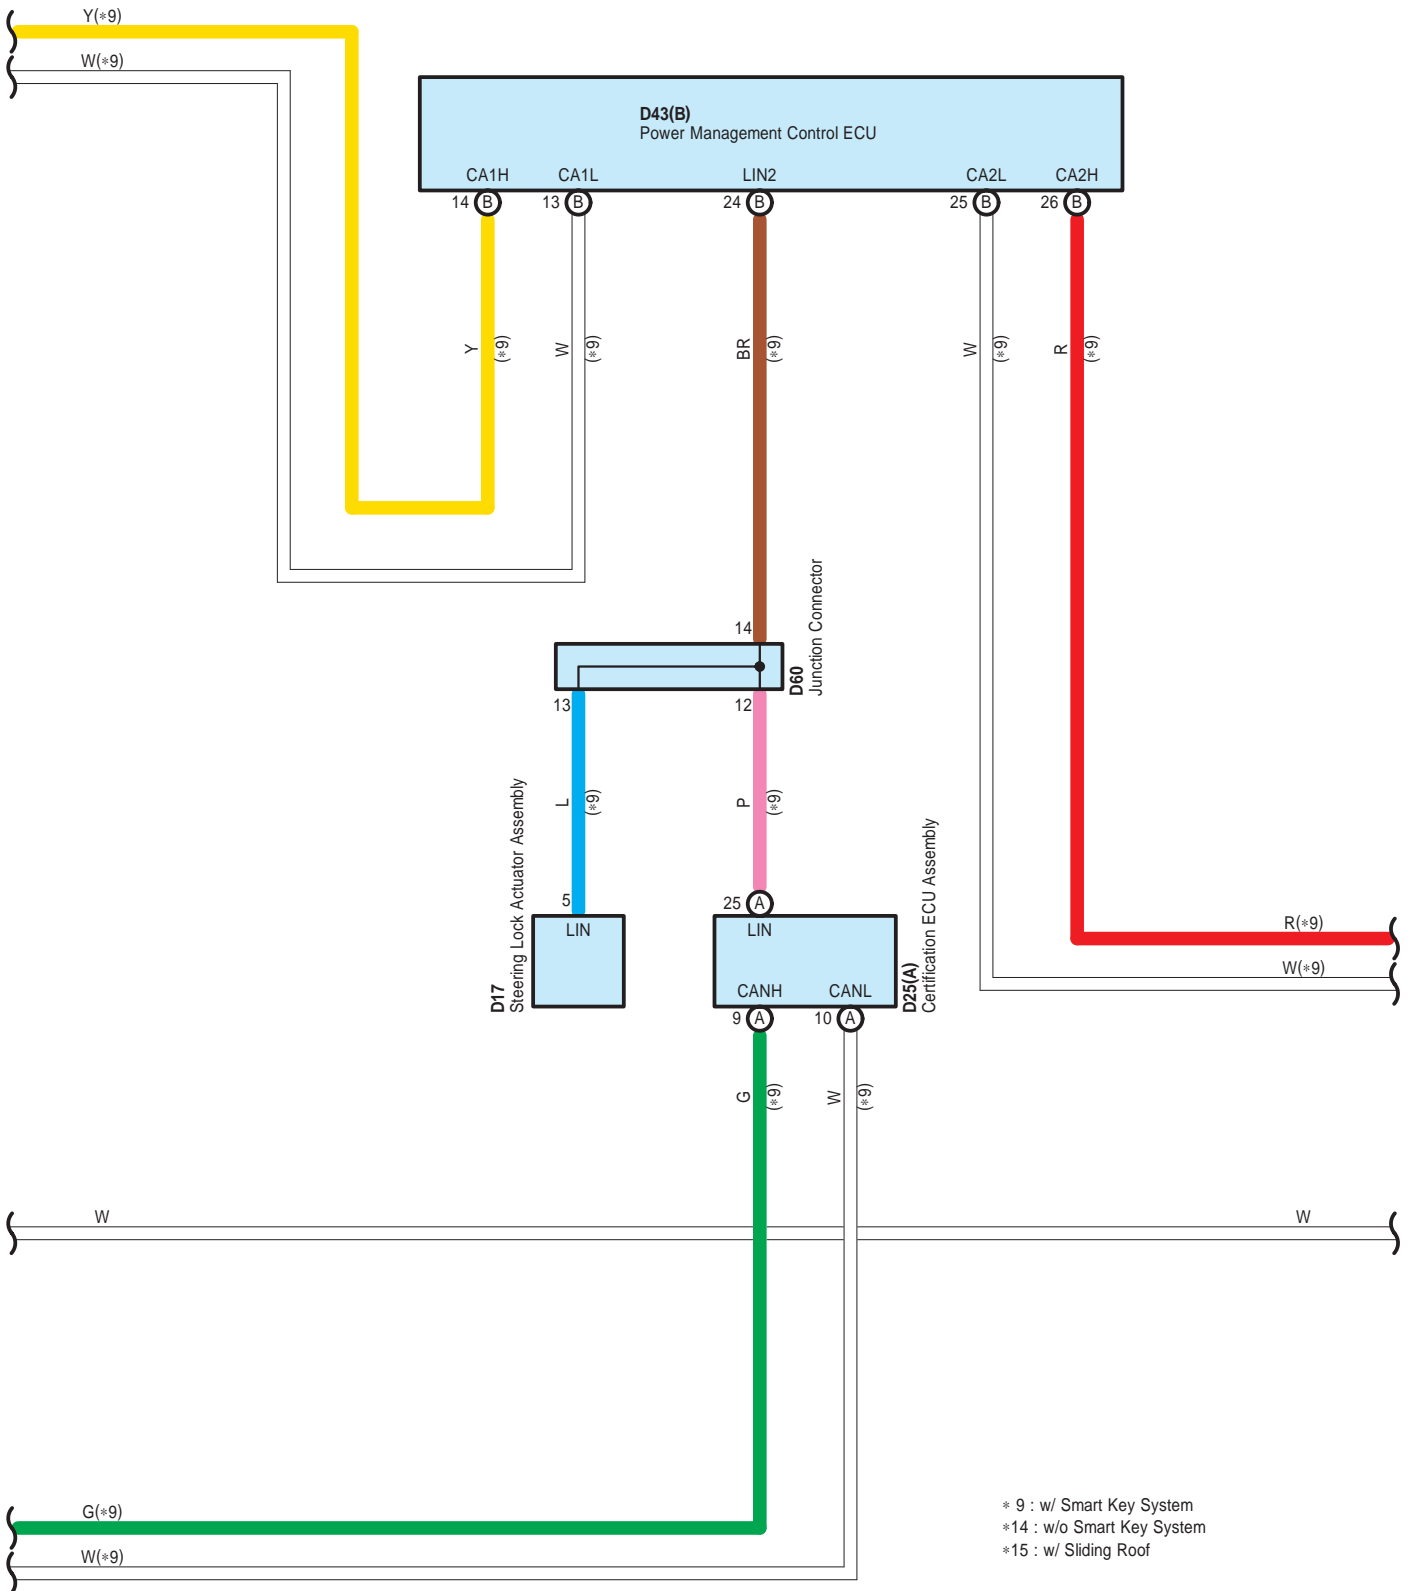 Y(*9)
W(*9)
D43(B)
Power Management Control ECU
CA1H CA1L LIN2 CA2L CA2H
14 B 13 B 24 B 25 B 26 B
Y (*9) W (*9) BR (*9) W (*9) R (*9)
14
D60
Junction Connector
13 12
L (*9) P (*9)
5 25 A
LIN LIN
D17
Steering Lock Actuator Assembly
CANH CANL
D25(A)
Certification ECU Assembly
9 A 10 A
R(*9)
W(*9)
G (*9) W (*9)
W W
G(*9)
W(*9)
* 9 : w/ Smart Key System
*14 : w/o Smart Key System
*15 : w/ Sliding Roof